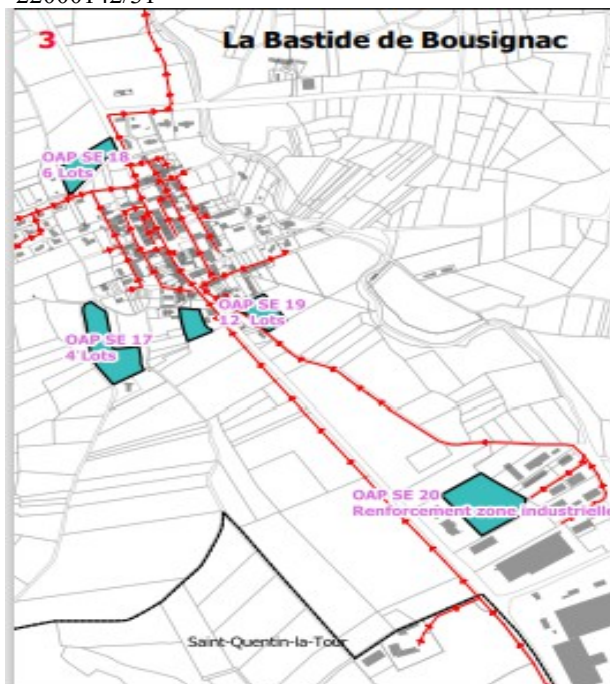 3
La Bastide de Bousignac
OAP SE 18
6 Lots
OAP SE 19
12 Lots
OAP SE 17
4 Lots
OAP SE 20
Renforcement zone industrielle
Saint-Quentin-la-Tour